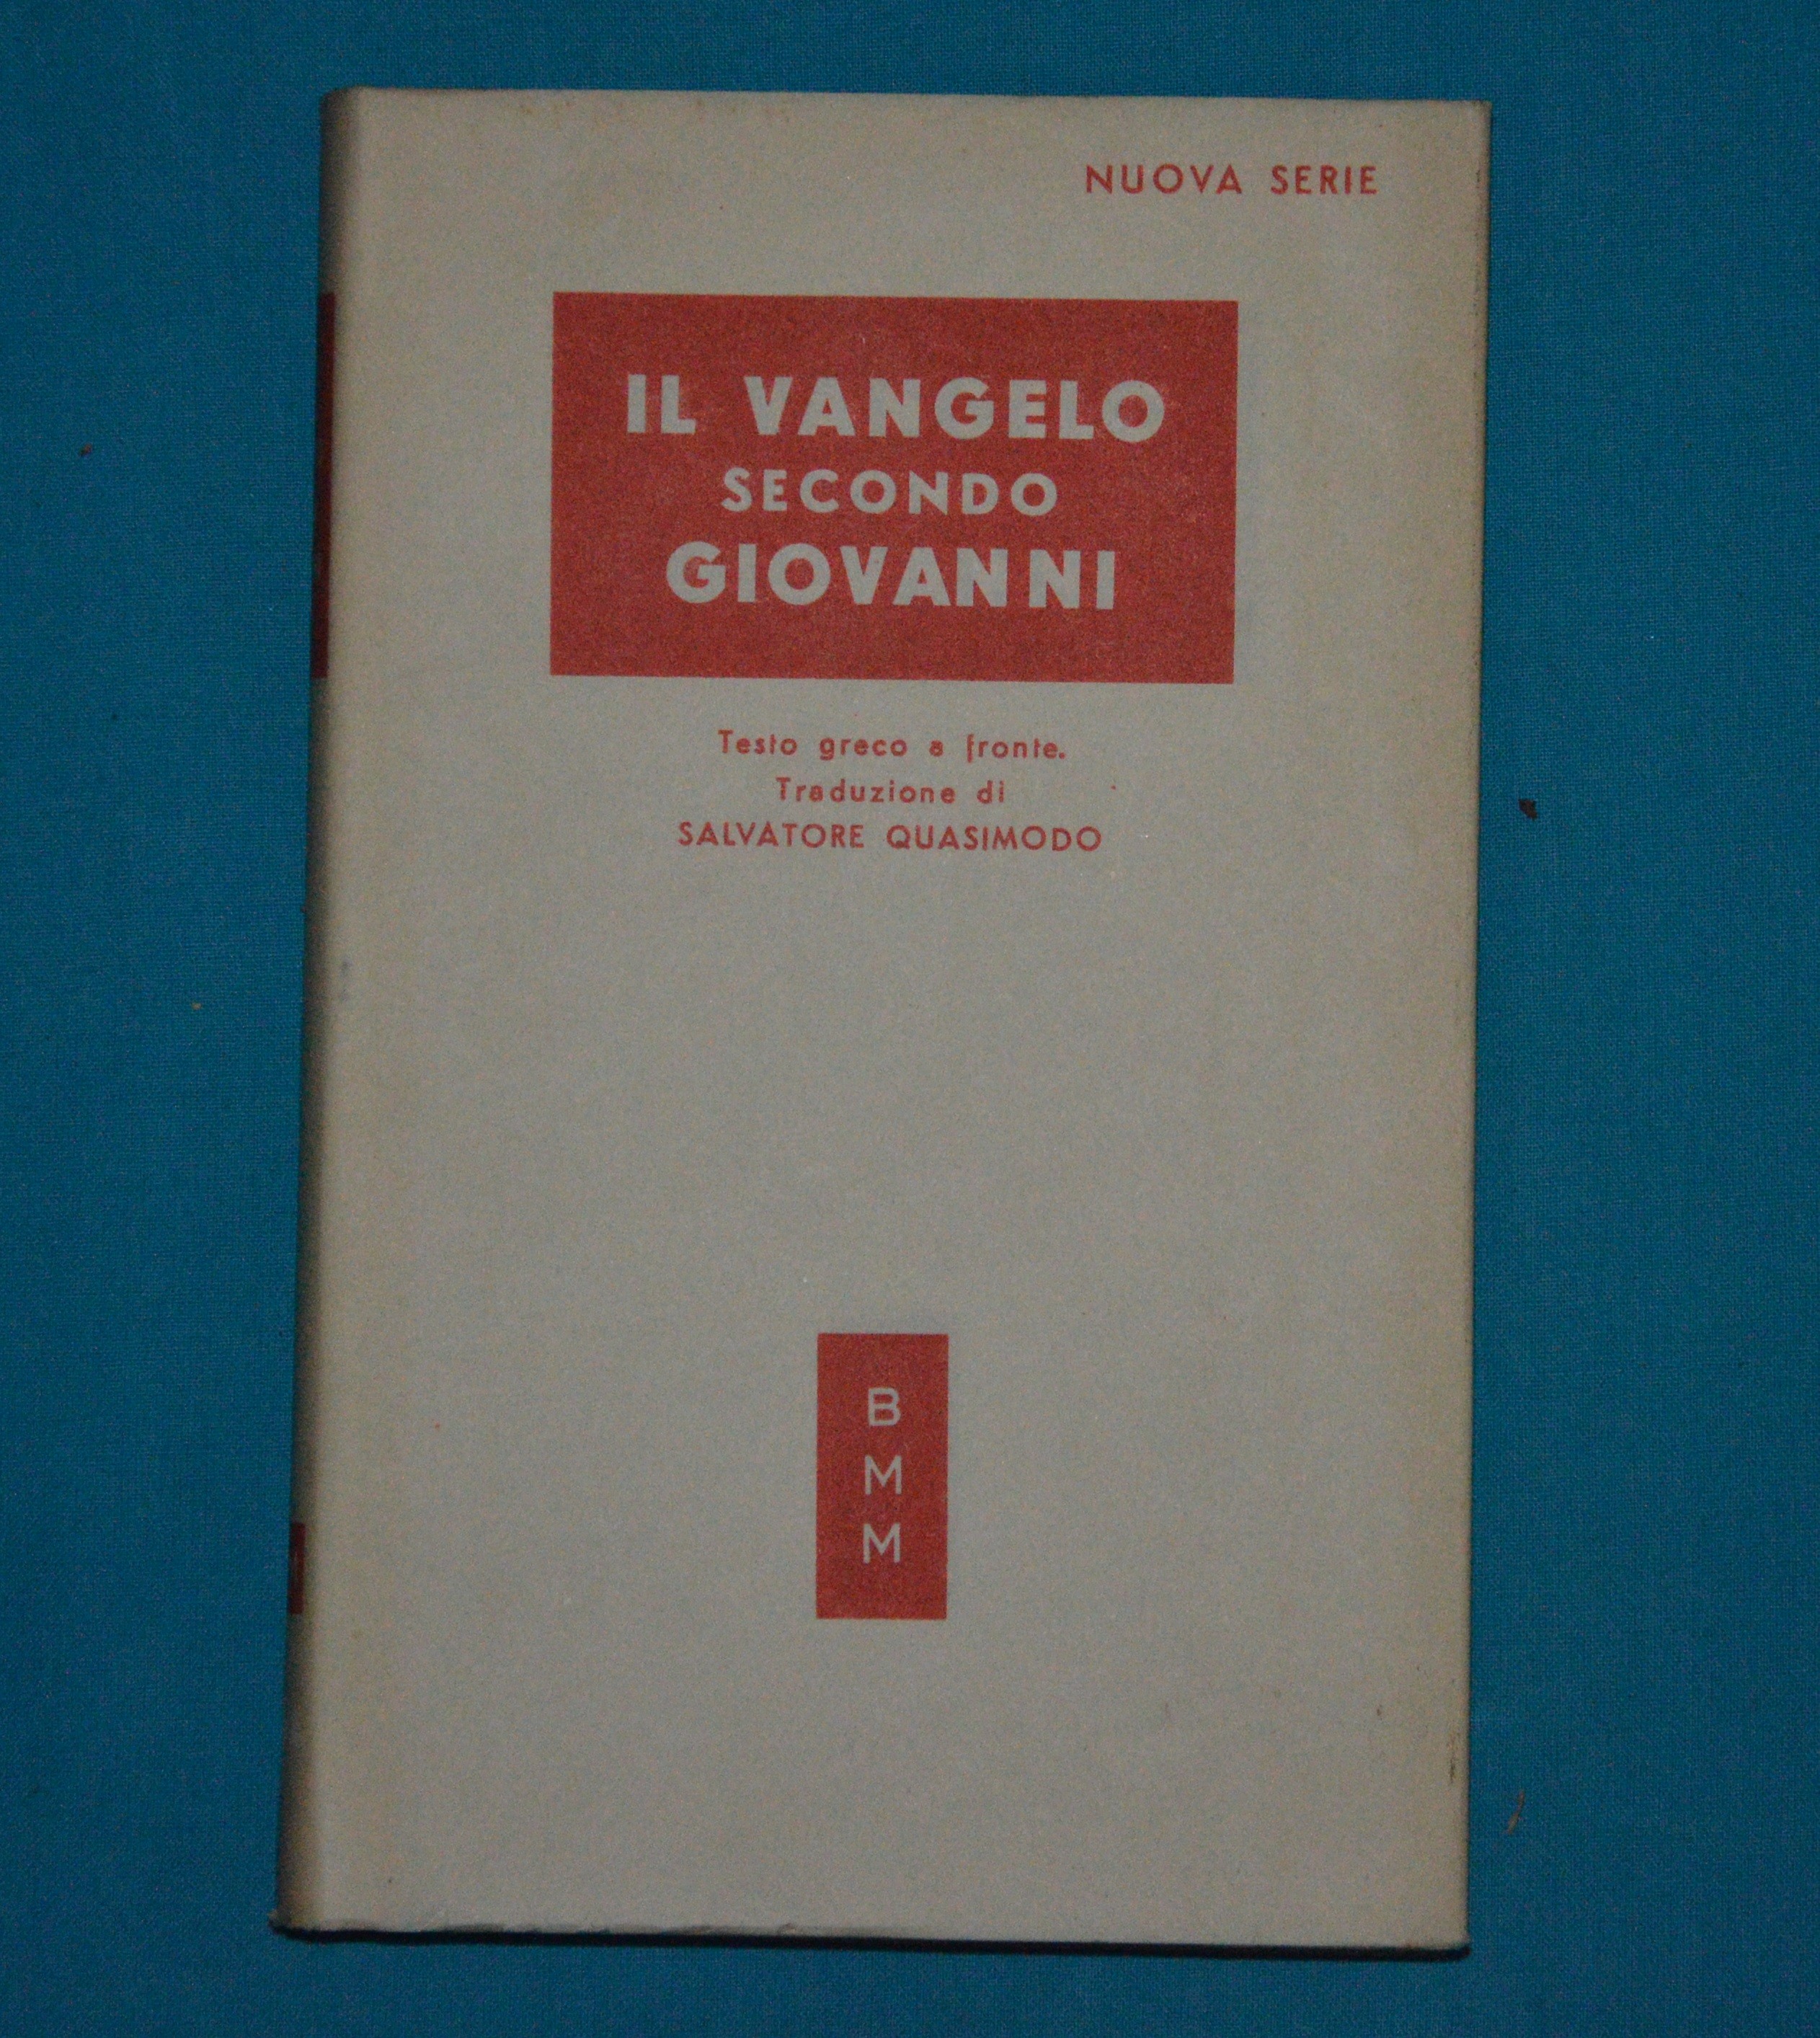 NUOVA SERIE
IL VANGELO
SECONDO
GIOVANNI
Testo greco a fronte.
Traduzione di
SALVATORE QUASIMODO
B
M
M